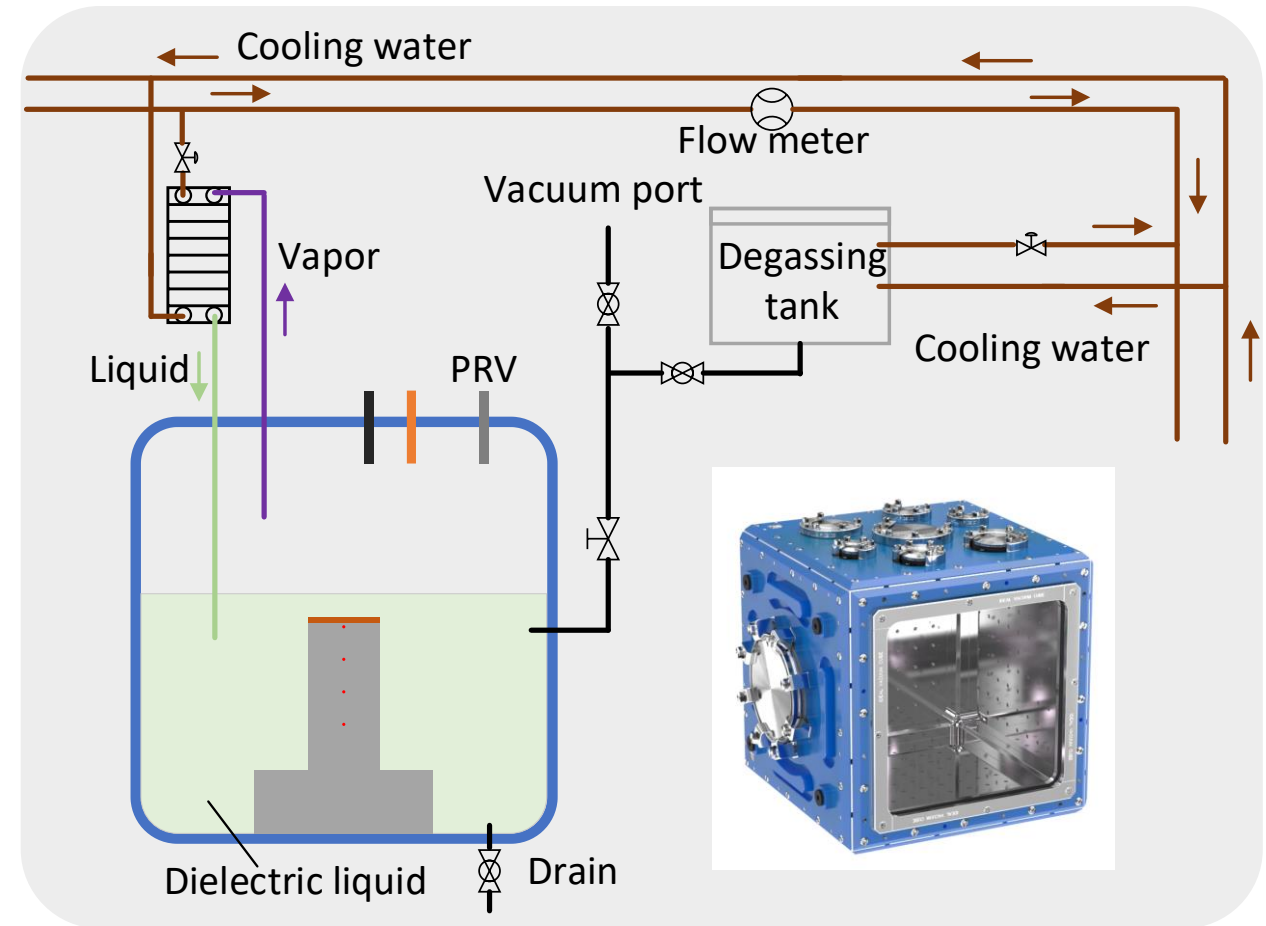 Cooling water
Flow meter
Vacuum port
Degassing
tank
Vapor
Cooling water
Liquid
PRV
Dielectric liquid
Drain